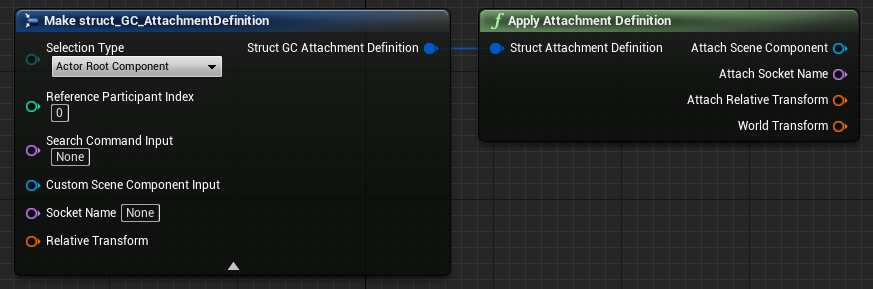 Make struct_GC_AttachmentDefinition
Selection Type
Actor Root Component
Struct GC Attachment Definition
Reference Participant Index
0
Search Command Input
None
Custom Scene Component Input
Socket Name None
Relative Transform
f Apply Attachment Definition
Struct Attachment Definition
Attach Scene Component
Attach Socket Name
Attach Relative Transform
World Transform